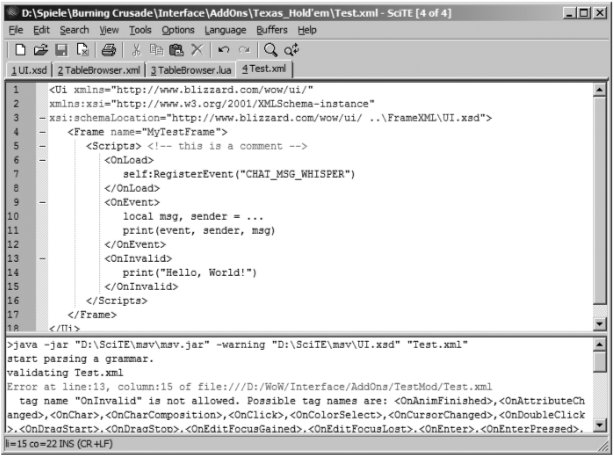 D:\Spiele\Burning Crusade\Interface\AddOns\Texas_Hold'em\Test.xml - SciTE [4 of 4]
File Edit Search View Tools Options Language Buffers Help
1 UI.xsd 2 TableBrowser.xml 3 TableBrowser.lua 4 Test.xml
1 <Ui xmlns="http://www.blizzard.com/wow/ui/"
2 xmlns:xsi="http://www.w3.org/2001/XMLSchema-instance"
3 xsi:schemaLocation="http://www.blizzard.com/wow/ui/ ..\FrameXML\UI.xsd">
4 <Frame name="MyTestFrame">
5 <Scripts> <!-- this is a comment -->
6 <OnLoad>
7 self:RegisterEvent("CHAT_MSG_WHISPER")
8 </OnLoad>
9 <OnEvent>
10 local msg, sender = ...
11 print(event, sender, msg)
12 </OnEvent>
13 <OnInvalid>
14 print("Hello, World!")
15 </OnInvalid>
16 </Scripts>
17 </Frame>
18 </Ui>
>java -jar "D:\SciTE\msv\msv.jar" -warning "D:\SciTE\msv\UI.xsd" "Test.xml"
start parsing a grammar.
validating Test.xml
Error at line:13, column:15 of file:///D:/WoW/Interface/AddOns/TestMod/Test.xml
tag name "OnInvalid" is not allowed. Possible tag names are: <OnAnimFinished>,<OnAttributeCh
anged>,<OnChar>,<OnCharComposition>,<OnClick>,<OnColorSelect>,<OnCursorChanged>,<OnDoubleClick
>,<OnDragStart>,<OnDragStop>,<OnEditFocusGained>,<OnEditFocusLost>,<OnEnter>,<OnEnterPressed>,
li=15 co=22 INS (CR+LF)